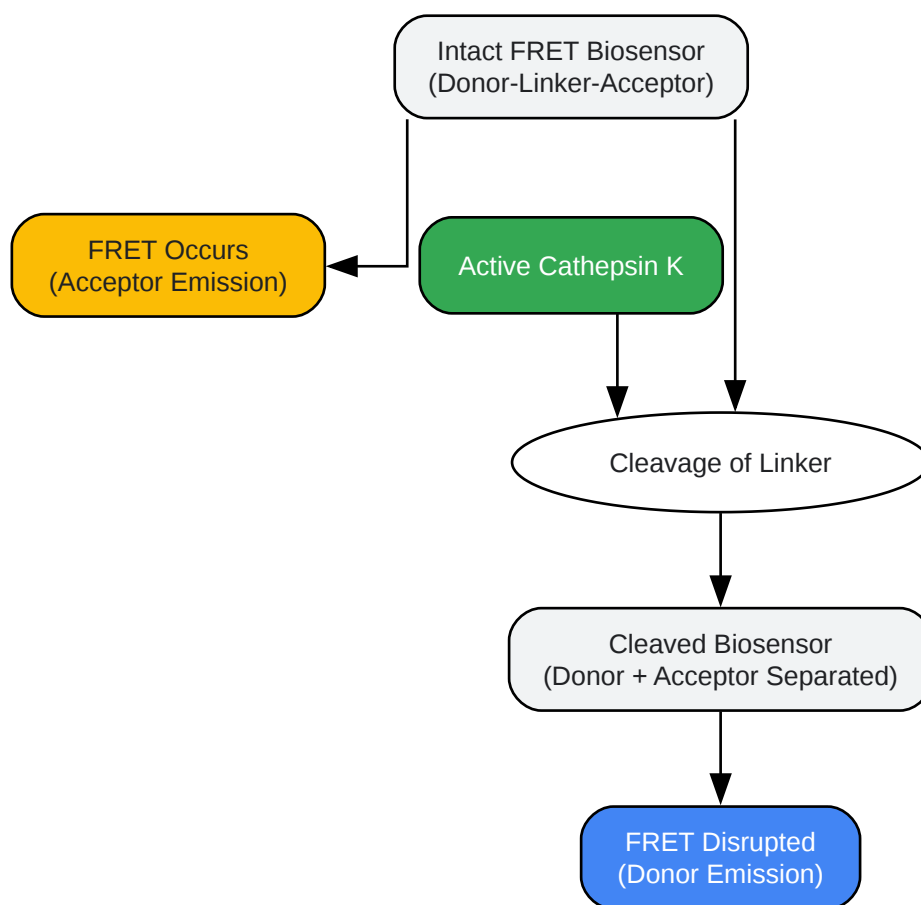 Intact FRET Biosensor
(Donor-Linker-Acceptor)
FRET Occurs
(Acceptor Emission)
Active Cathepsin K
Cleavage of Linker
Cleaved Biosensor
(Donor + Acceptor Separated)
FRET Disrupted
(Donor Emission)